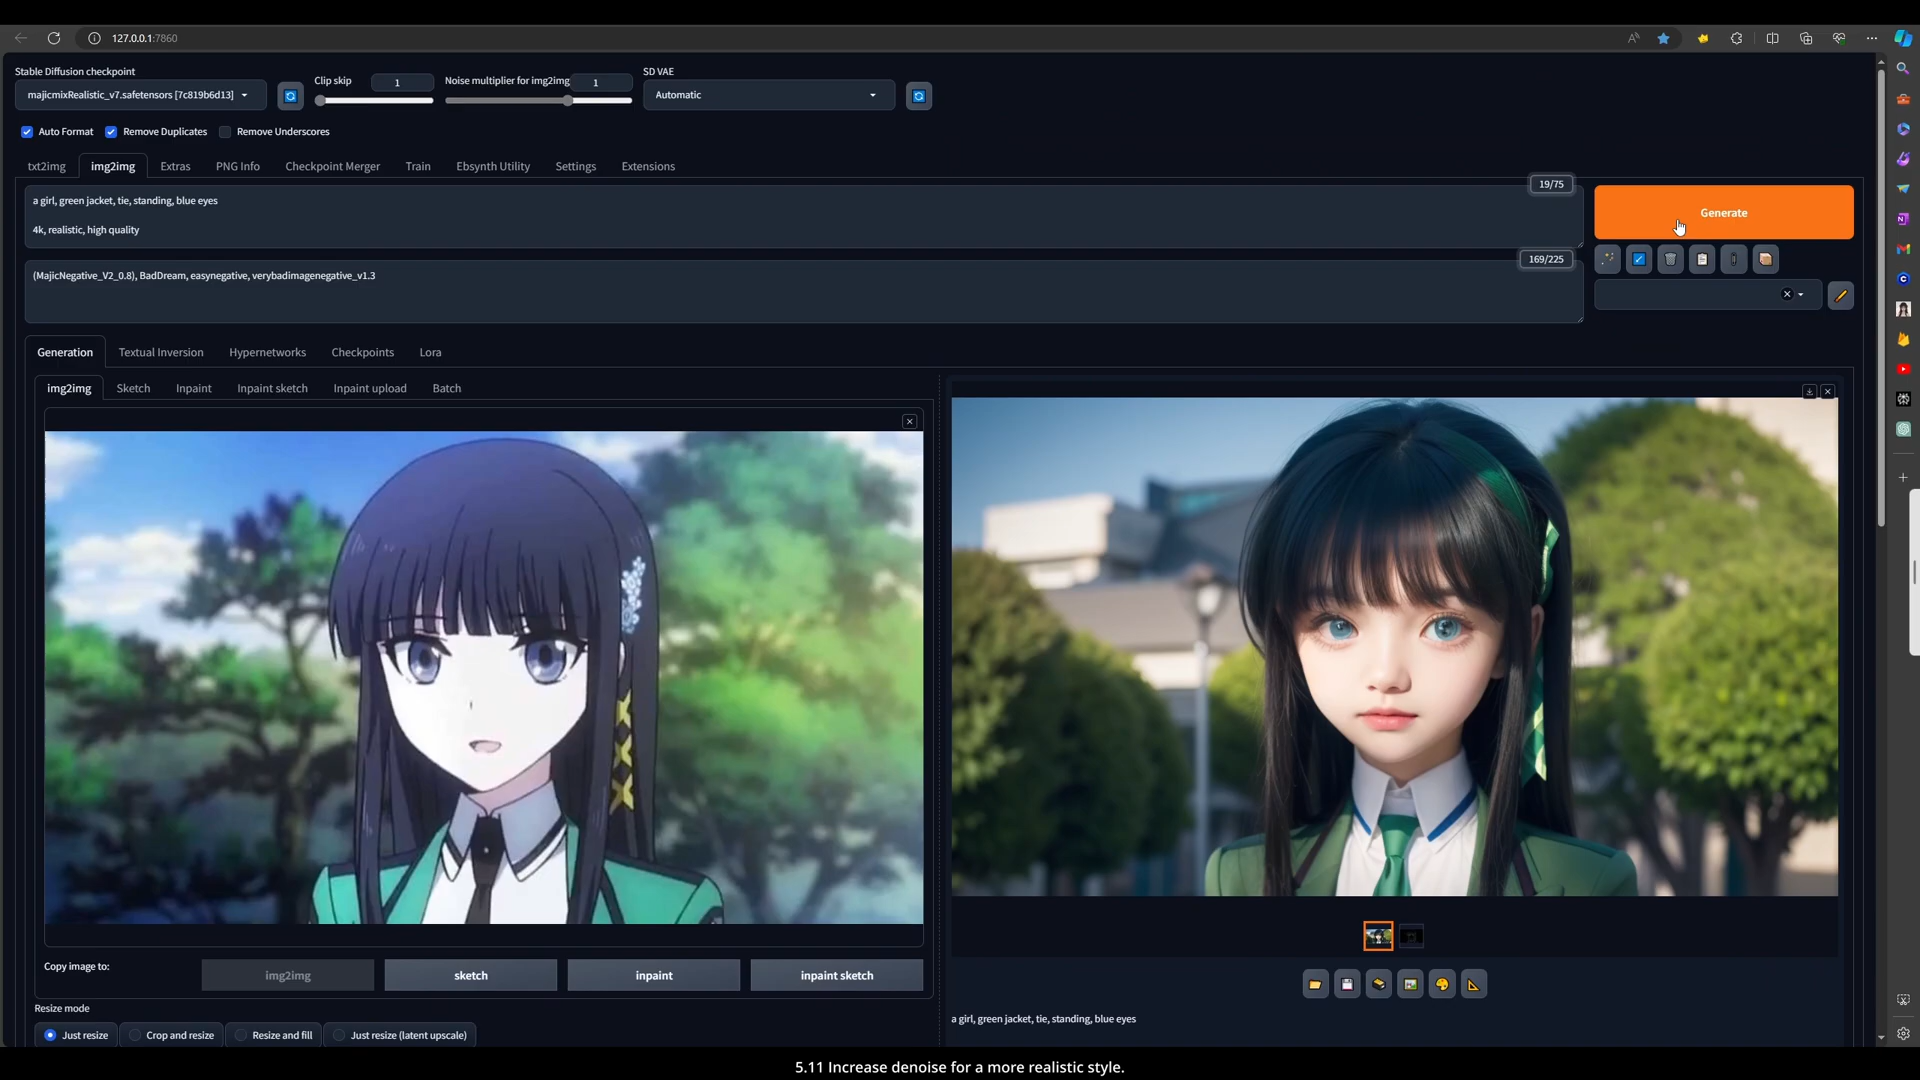 127.0.0.1:7860
Stable Diffusion checkpoint
majicmixRealistic_v7.safetensors [7c819b6d13]
Clip skip
1
Noise multiplier for img2img
1
SD VAE
Automatic
Auto Format
Remove Duplicates
Remove Underscores
txt2img
img2img
Extras
PNG Info
Checkpoint Merger
Train
Ebsynth Utility
Settings
Extensions
a girl, green jacket, tie, standing, blue eyes
4k, realistic, high quality
19/75
Generate
(MajicNegative_V2_0.8), BadDream, easynegative, verybadimagenegative_v1.3
169/225
Generation
Textual Inversion
Hypernetworks
Checkpoints
Lora
img2img
Sketch
Inpaint
Inpaint sketch
Inpaint upload
Batch
Copy image to:
img2img
sketch
inpaint
inpaint sketch
Resize mode
Just resize
Crop and resize
Resize and fill
Just resize (latent upscale)
a girl, green jacket, tie, standing, blue eyes
5.11 Increase denoise for a more realistic style.